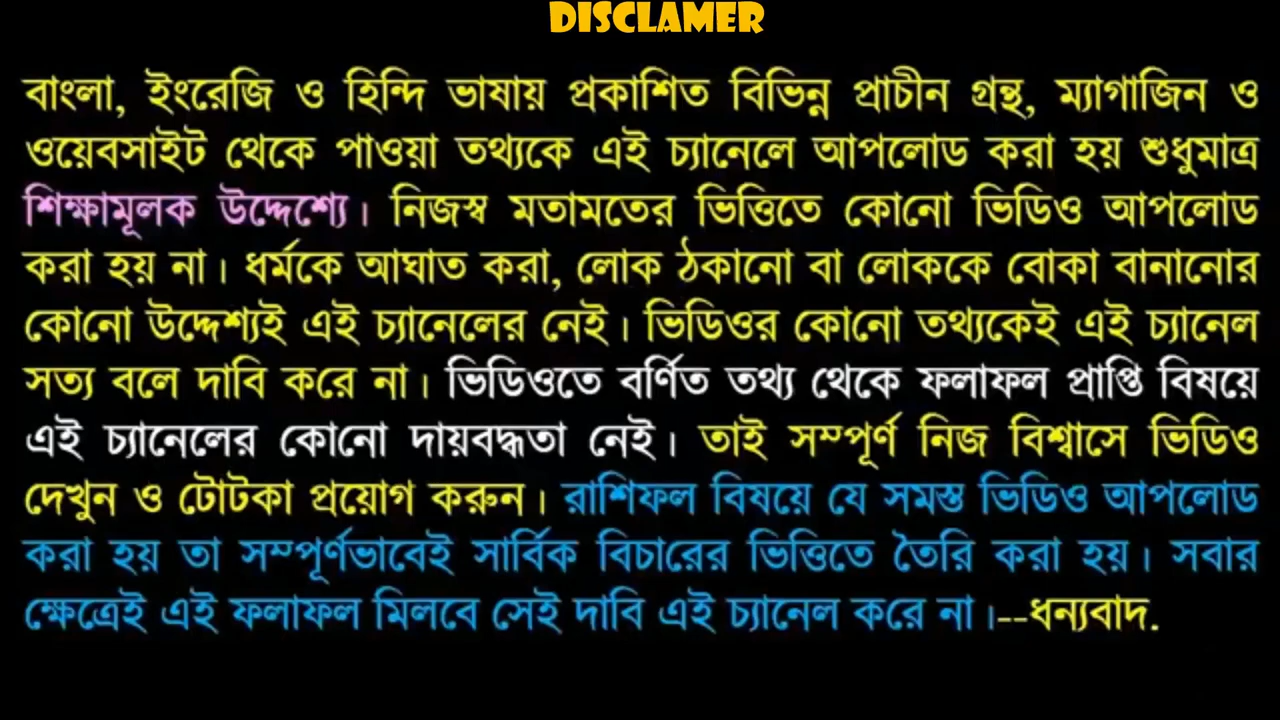 DISCLAMER
বাংলা, ইংরেজি ও হিন্দি ভাষায় প্রকাশিত বিভিন্ন প্রাচীন গ্রন্থ, ম্যাগাজিন ও
ওয়েবসাইট থেকে পাওয়া তথ্যকে এই চ্যানেলে আপলোড করা হয় শুধুমাত্র
শিক্ষামূলক উদ্দেশ্যে। নিজস্ব মতামতের ভিত্তিতে কোনো ভিডিও আপলোড
করা হয় না। ধর্মকে আঘাত করা, লোক ঠকানো বা লোককে বোকা বানানোর
কোনো উদ্দেশ্যই এই চ্যানেলের নেই। ভিডিওর কোনো তথ্যকেই এই চ্যানেল
সত্য বলে দাবি করে না। ভিডিওতে বর্ণিত তথ্য থেকে ফলাফল প্রাপ্তি বিষয়ে
এই চ্যানেলের কোনো দায়বদ্ধতা নেই। তাই সম্পূর্ণ নিজ বিশ্বাসে ভিডিও
দেখুন ও টোটকা প্রয়োগ করুন। রাশিফল বিষয়ে যে সমস্ত ভিডিও আপলোড
করা হয় তা সম্পূর্ণভাবেই সার্বিক বিচারের ভিত্তিতে তৈরি করা হয়। সবার
ক্ষেত্রেই এই ফলাফল মিলবে সেই দাবি এই চ্যানেল করে না।--ধন্যবাদ.